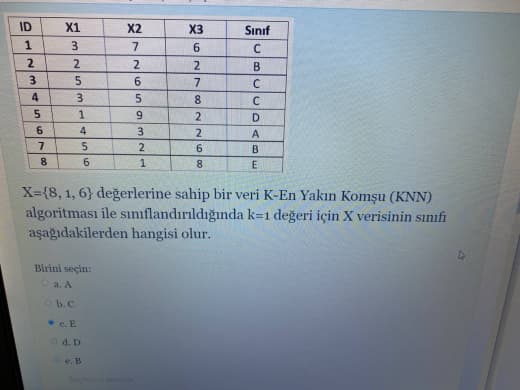 ID X1 X2 X3 Sınıf
1 3 7 6 C
2 2 2 2 B
3 5 6 7 C
4 3 5 8 C
5 1 9 2 D
6 4 3 2 A
7 5 2 6 B
8 6 1 8 E
X={8, 1, 6} değerlerine sahip bir veri K-En Yakın Komşu (KNN)
algoritması ile sınıflandırıldığında k=1 değeri için X verisinin sınıfı
aşağıdakilerden hangisi olur.
Birini seçin:
a. A
b. C
c. E
d. D
e. B